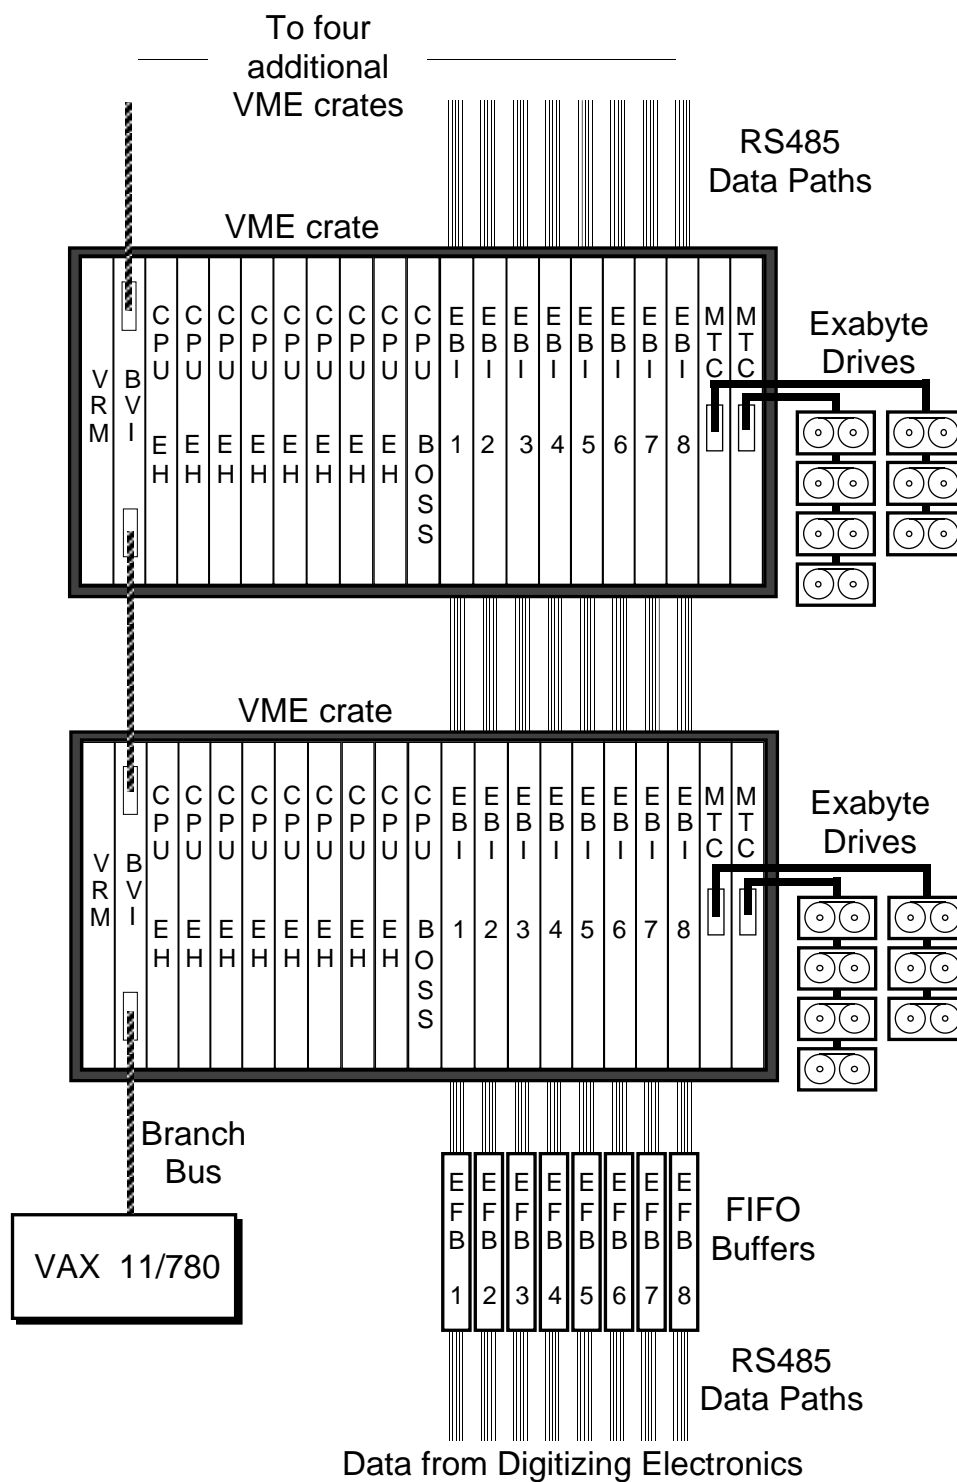 To four
additional
VME crates
RS485
Data Paths
VME crate
VRM
BVI
CPU EH
CPU EH
CPU EH
CPU EH
CPU EH
CPU EH
CPU EH
CPU EH
CPU BOSS
EBI 1
EBI 2
EBI 3
EBI 4
EBI 5
EBI 6
EBI 7
EBI 8
MTC
MTC
Exabyte
Drives
VME crate
VRM
BVI
CPU EH
CPU EH
CPU EH
CPU EH
CPU EH
CPU EH
CPU EH
CPU EH
CPU BOSS
EBI 1
EBI 2
EBI 3
EBI 4
EBI 5
EBI 6
EBI 7
EBI 8
MTC
MTC
Exabyte
Drives
Branch
Bus
VAX 11/780
EFB 1
EFB 2
EFB 3
EFB 4
EFB 5
EFB 6
EFB 7
EFB 8
FIFO
Buffers
RS485
Data Paths
Data from Digitizing Electronics